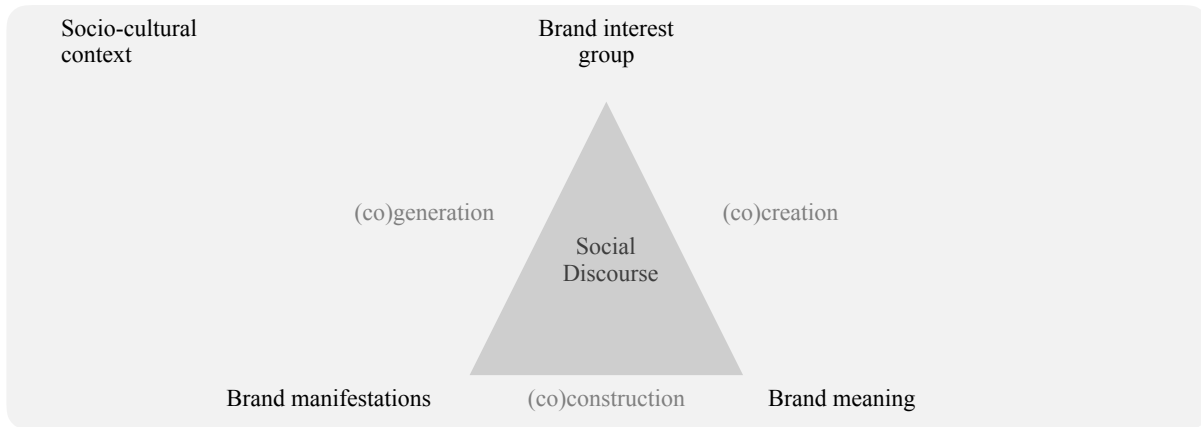 Socio-cultural
context
Brand interest
group
(co)generation
(co)creation
Social
Discourse
Brand manifestations
(co)construction
Brand meaning